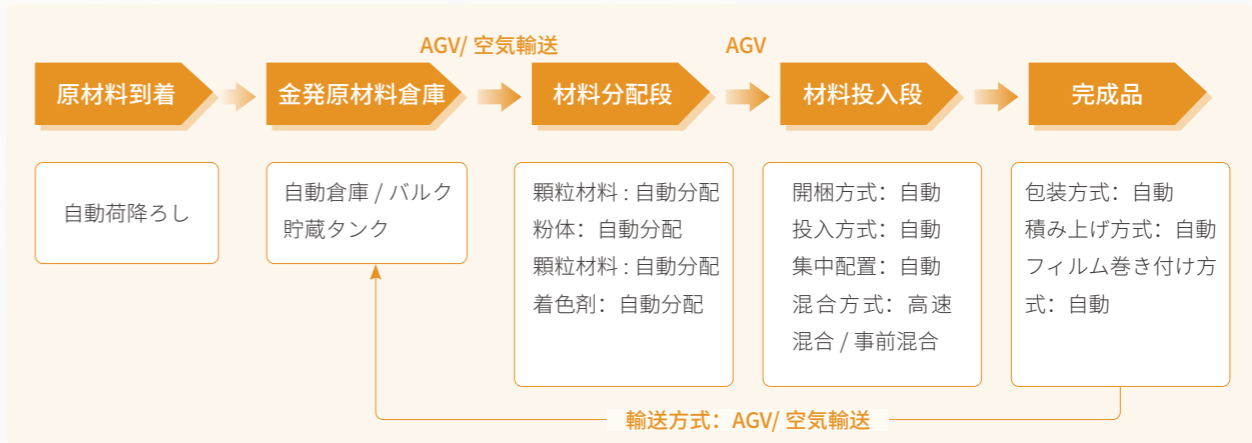 AGV/ 空気輸送
AGV
原材料到着
金発原材料倉庫
材料分配段
材料投入段
完成品
自動荷降ろし
自動倉庫 / バルク
貯蔵タンク
顆粒材料 : 自動分配
粉体：自動分配
顆粒材料 : 自動分配
着色剤：自動分配
開梱方式：自動
投入方式：自動
集中配置：自動
混合方式：高速
混合 / 事前混合
包装方式：自動
積み上げ方式：自動
フィルム巻き付け方
式：自動
輸送方式：AGV/ 空気輸送